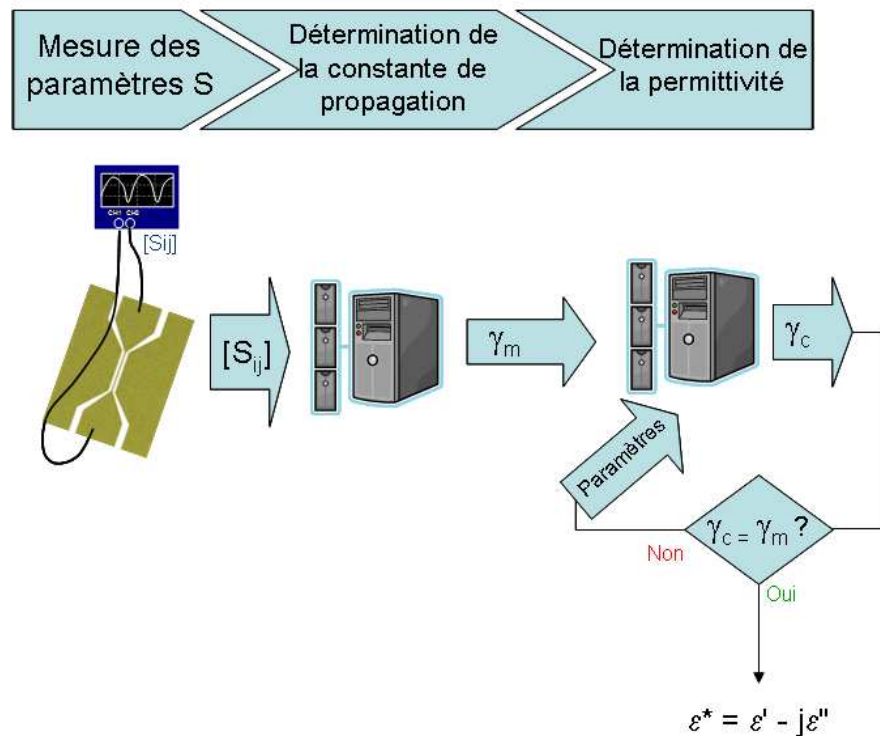 Mesure des
paramètres S
Détermination de
la constante de
propagation
Détermination de
la permittivité
CH1 CH2
[Sij]
[Sij]
γm
γc
Paramètres
γc = γm ?
Non
Oui
ε* = ε' - jε"